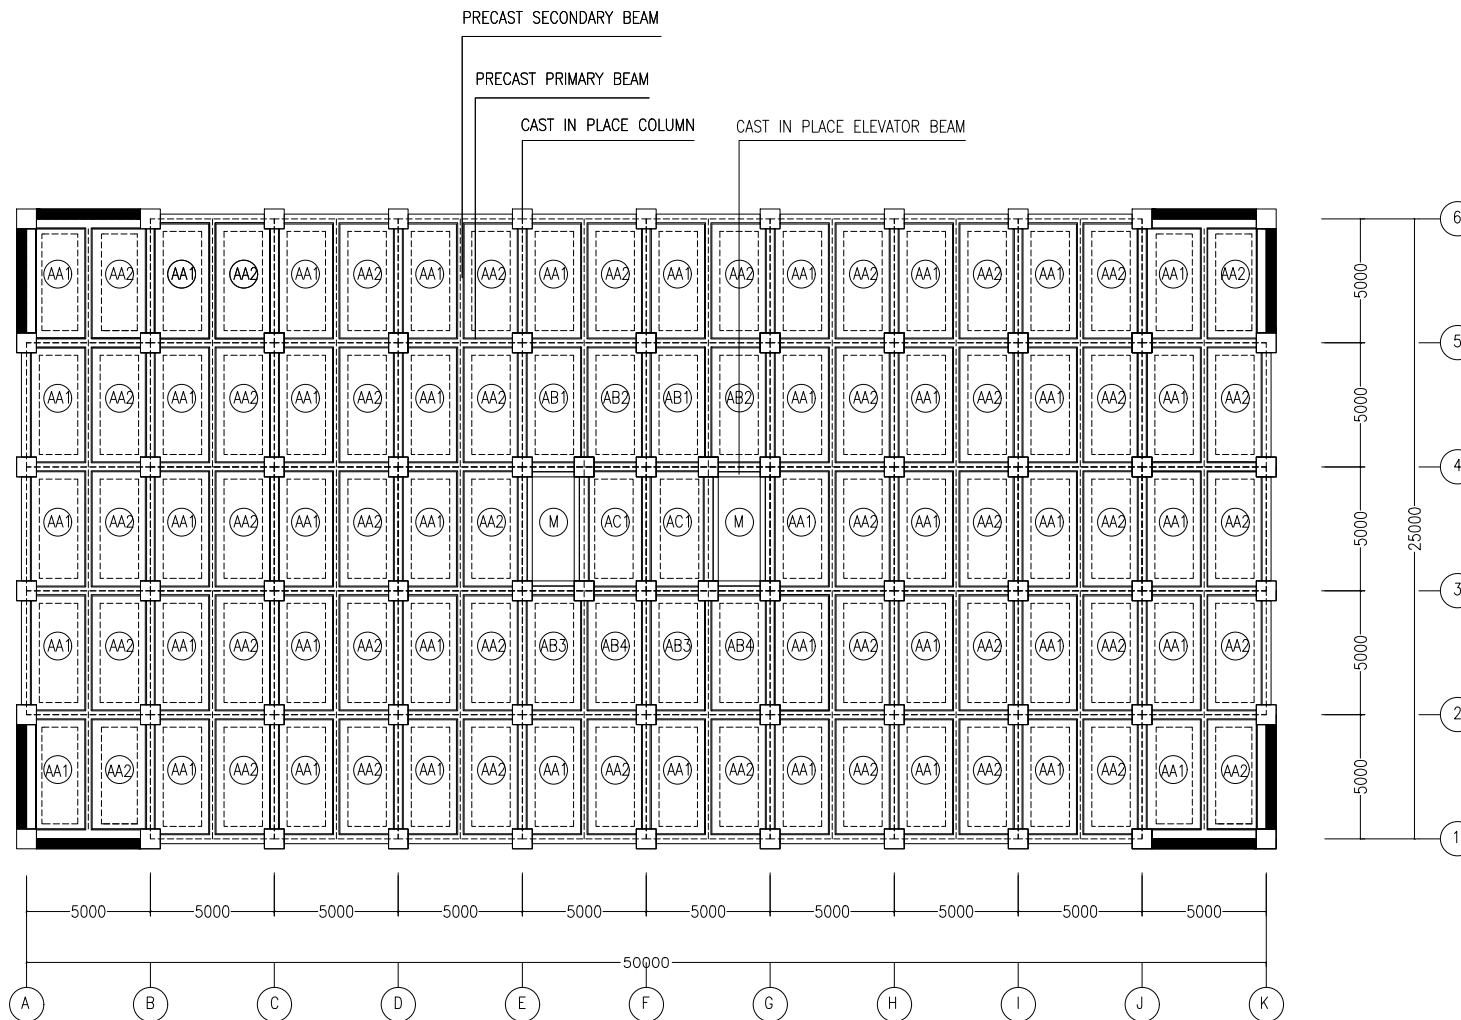 PRECAST SECONDARY BEAM
PRECAST PRIMARY BEAM
CAST IN PLACE COLUMN CAST IN PLACE ELEVATOR BEAM
6
AA1 AA2 AA1 AA2 AA1 AA2 AA1 AA2 AA1 AA2 AA1 AA2 AA1 AA2 AA1 AA2 AA1 AA2 AA1 AA2 5000
5
AA1 AA2 AA1 AA2 AA1 AA2 AA1 AA2 AB1 AB2 AB1 AB2 AA1 AA2 AA1 AA2 AA1 AA2 AA1 AA2 5000
4
AA1 AA2 AA1 AA2 AA1 AA2 AA1 AA2 M AC1 AC1 M AA1 AA2 AA1 AA2 AA1 AA2 AA1 AA2 5000 25000
3
AA1 AA2 AA1 AA2 AA1 AA2 AA1 AA2 AB3 AB4 AB3 AB4 AA1 AA2 AA1 AA2 AA1 AA2 AA1 AA2 5000
2
AA1 AA2 AA1 AA2 AA1 AA2 AA1 AA2 AA1 AA2 AA1 AA2 AA1 AA2 AA1 AA2 AA1 AA2 AA1 AA2 5000
1
5000 5000 5000 5000 5000 5000 5000 5000 5000 5000
50000
A B C D E F G H I J K